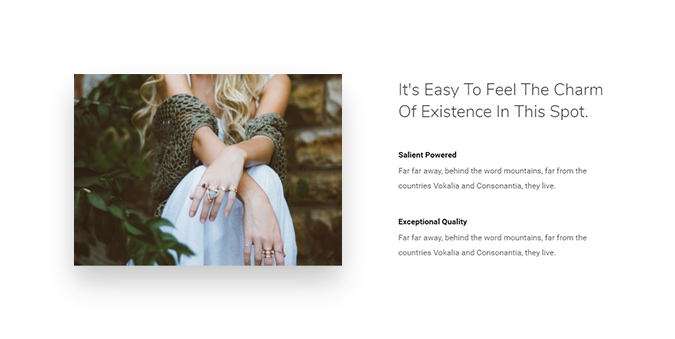 It's Easy To Feel The Charm
Of Existence In This Spot.
Salient Powered
Far far away, behind the word mountains, far from the
countries Vokalia and Consonantia, they live.
Exceptional Quality
Far far away, behind the word mountains, far from the
countries Vokalia and Consonantia, they live.